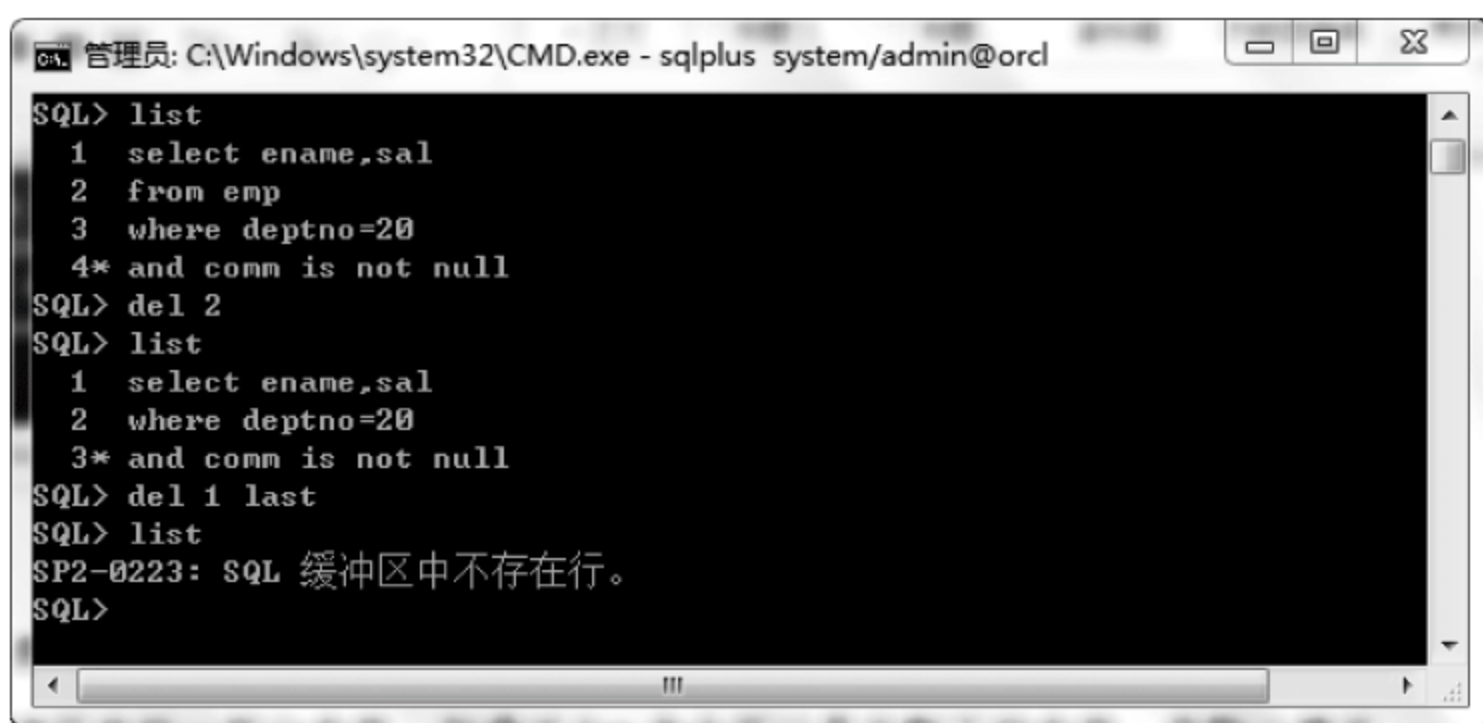 管理员: C:\Windows\system32\CMD.exe - sqlplus  system/admin@orcl
SQL> list
  1  select ename,sal
  2  from emp
  3  where deptno=20
  4* and comm is not null
SQL> del 2
SQL> list
  1  select ename,sal
  2  where deptno=20
  3* and comm is not null
SQL> del 1 last
SQL> list
SP2-0223: SQL 缓冲区中不存在行。
SQL>